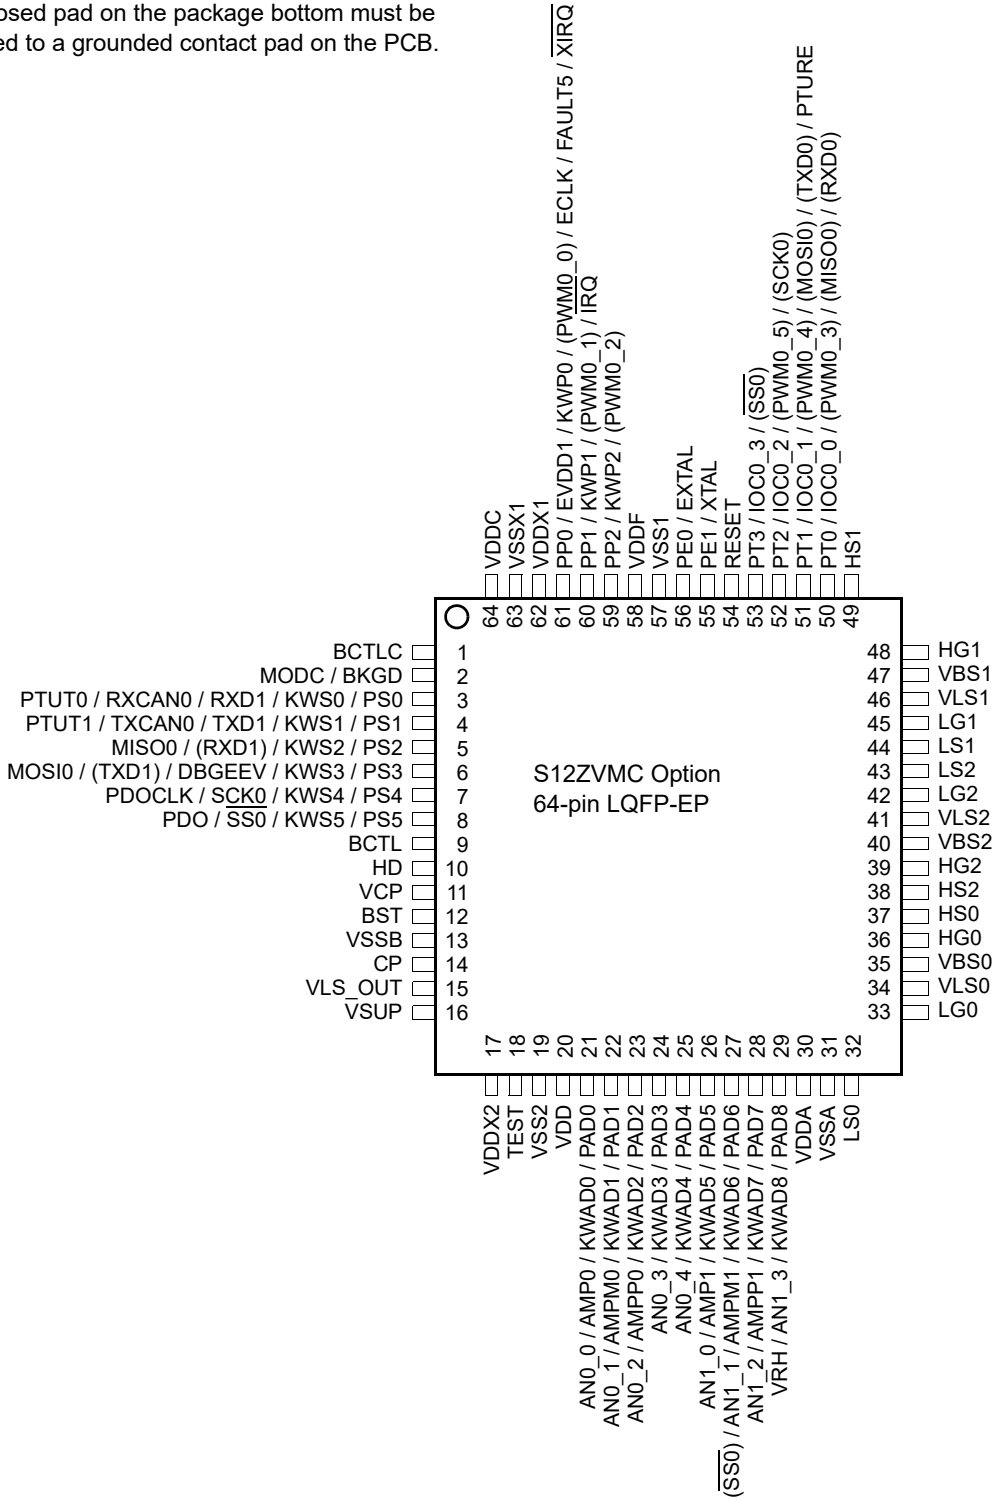 osed pad on the package bottom must be
ed to a grounded contact pad on the PCB.
VDDC
VSSX1
VDDX1
PP0 / EVDD1 / KWP0 / (PWM0_0) / ECLK / FAULT5 / XIRQ
PP1 / KWP1 / (PWM0_1) / IRQ
PP2 / KWP2 / (PWM0_2)
VDDF
VSS1
PE0 / EXTAL
PE1 / XTAL
RESET
PT3 / IOC0_3 / (SS0)
PT2 / IOC0_2 / (PWM0_5) / (SCK0)
PT1 / IOC0_1 / (PWM0_4) / (MOSI0) / (TXD0) / PTURE
PT0 / IOC0_0 / (PWM0_3) / (MISO0) / (RXD0)
HS1
64 63 62 61 60 59 58 57 56 55 54 53 52 51 50 49
BCTLC 1
MODC / BKGD 2
PTUT0 / RXCAN0 / RXD1 / KWS0 / PS0 3
PTUT1 / TXCAN0 / TXD1 / KWS1 / PS1 4
MISO0 / (RXD1) / KWS2 / PS2 5
MOSI0 / (TXD1) / DBGEEV / KWS3 / PS3 6
PDOCLK / SCK0 / KWS4 / PS4 7
PDO / SS0 / KWS5 / PS5 8
BCTL 9
HD 10
VCP 11
BST 12
VSSB 13
CP 14
VLS_OUT 15
VSUP 16
S12ZVMC Option
64-pin LQFP-EP
48 HG1
47 VBS1
46 VLS1
45 LG1
44 LS1
43 LS2
42 LG2
41 VLS2
40 VBS2
39 HG2
38 HS2
37 HS0
36 HG0
35 VBS0
34 VLS0
33 LG0
17 18 19 20 21 22 23 24 25 26 27 28 29 30 31 32
VDDX2
TEST
VSS2
VDD
AN0_0 / AMP0 / KWAD0 / PAD0
AN0_1 / AMPM0 / KWAD1 / PAD1
AN0_2 / AMPP0 / KWAD2 / PAD2
AN0_3 / KWAD3 / PAD3
AN0_4 / KWAD4 / PAD4
AN1_0 / AMP1 / KWAD5 / PAD5
(SS0) / AN1_1 / AMPM1 / KWAD6 / PAD6
AN1_2 / AMPP1 / KWAD7 / PAD7
VRH / AN1_3 / KWAD8 / PAD8
VDDA
VSSA
LS0